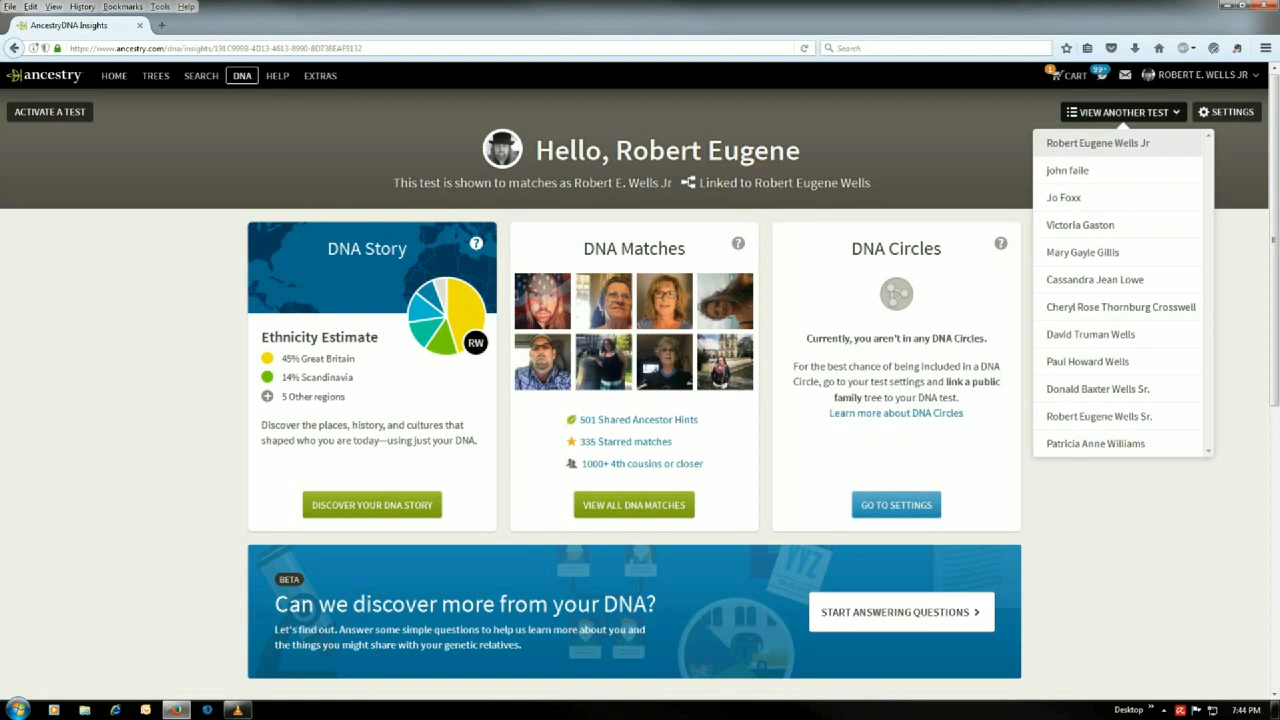 File Edit View History Bookmarks Tools Help
AncestryDNA Insights
https://www.ancestry.com/dna/insights/191C999B-4D13-4613-8990-8D738EAF9132
Search
ancestry HOME TREES SEARCH DNA HELP EXTRAS
1 CART 99+ ROBERT E. WELLS JR
ACTIVATE A TEST
VIEW ANOTHER TEST SETTINGS
Hello, Robert Eugene
This test is shown to matches as Robert E. Wells Jr Linked to Robert Eugene Wells
Robert Eugene Wells Jr
john faile
Jo Foxx
Victoria Gaston
Mary Gayle Gillis
Cassandra Jean Lowe
Cheryl Rose Thornburg Crosswell
David Truman Wells
Paul Howard Wells
Donald Baxter Wells Sr.
Robert Eugene Wells Sr.
Patricia Anne Williams
DNA Story ?
RW
Ethnicity Estimate
45% Great Britain
14% Scandinavia
5 Other regions
Discover the places, history, and cultures that
shaped who you are today—using just your DNA.
DISCOVER YOUR DNA STORY
DNA Matches ?
501 Shared Ancestor Hints
335 Starred matches
1000+ 4th cousins or closer
VIEW ALL DNA MATCHES
DNA Circles ?
Currently, you aren't in any DNA Circles.
For the best chance of being included in a DNA
Circle, go to your test settings and link a public
family tree to your DNA test.
Learn more about DNA Circles
GO TO SETTINGS
BETA
Can we discover more from your DNA?
Let's find out. Answer some simple questions to help us learn more about you and
the things you might share with your genetic relatives.
START ANSWERING QUESTIONS
XYZ
Desktop 7:44 PM